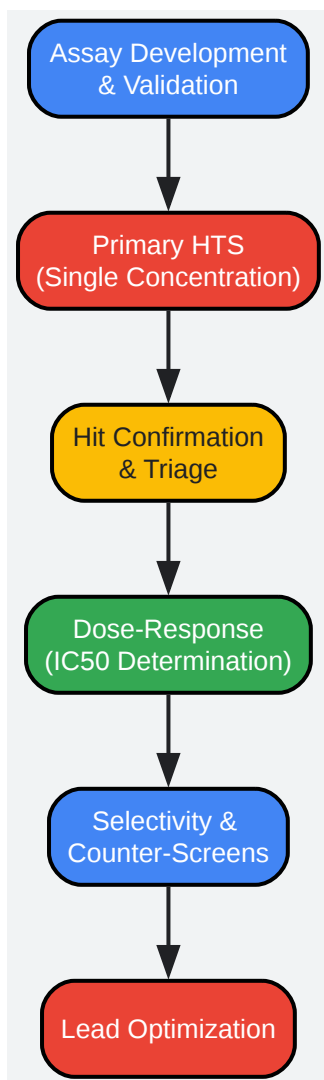 Assay Development
& Validation
Primary HTS
(Single Concentration)
Hit Confirmation
& Triage
Dose-Response
(IC50 Determination)
Selectivity &
Counter-Screens
Lead Optimization